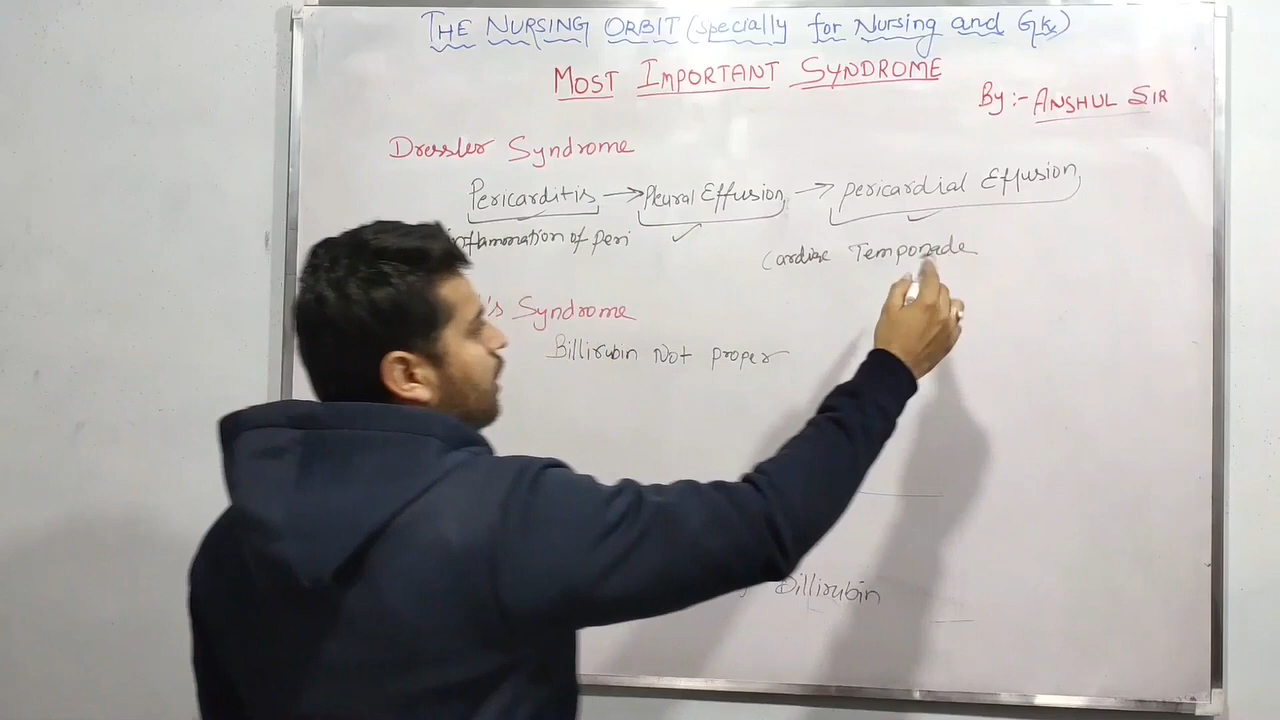 THE NURSING ORBIT (specially for Nursing and GK)
MOST IMPORTANT SYNDROME
By :- ANSHUL SIR
Dressler Syndrome
Pericarditis → Pleural Effusion → pericardial Effusion
inflammation of peri
Cardiac Temponade
's Syndrome
Billirubin Not proper
Billirubin